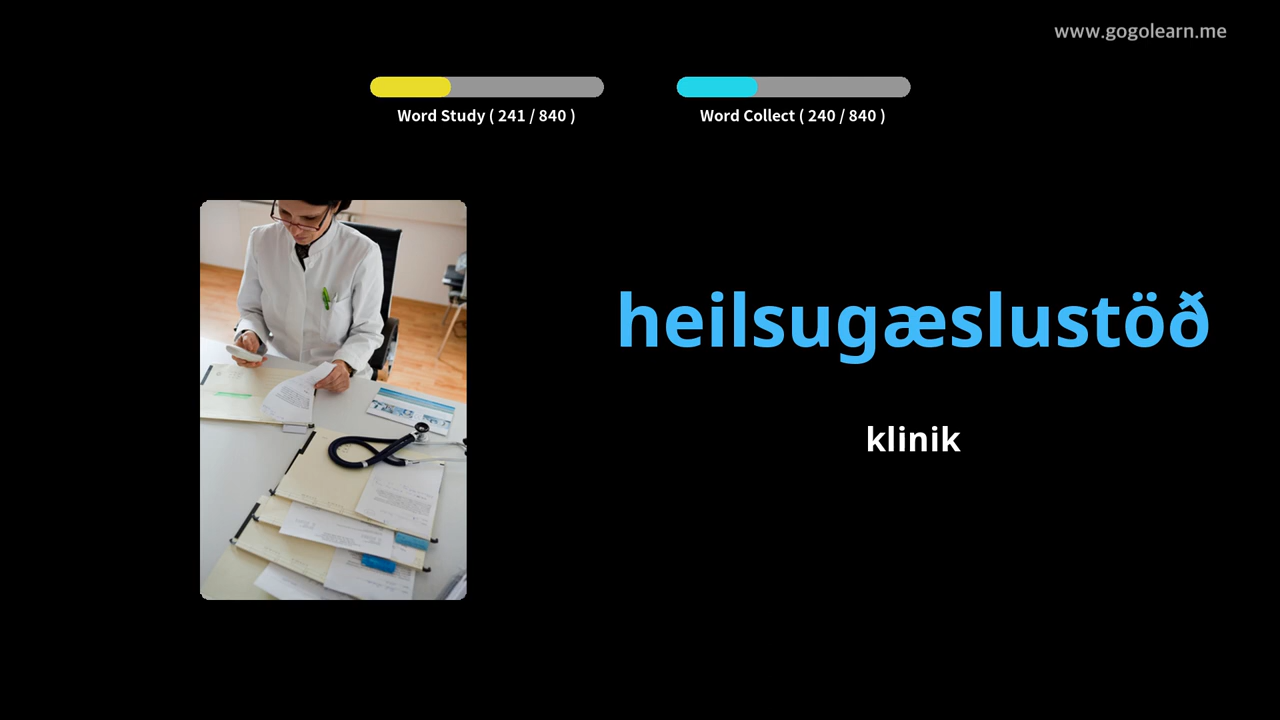 www.gogolearn.me
Word Study ( 241 / 840 )
Word Collect ( 240 / 840 )
heilsugæslustöð
klinik